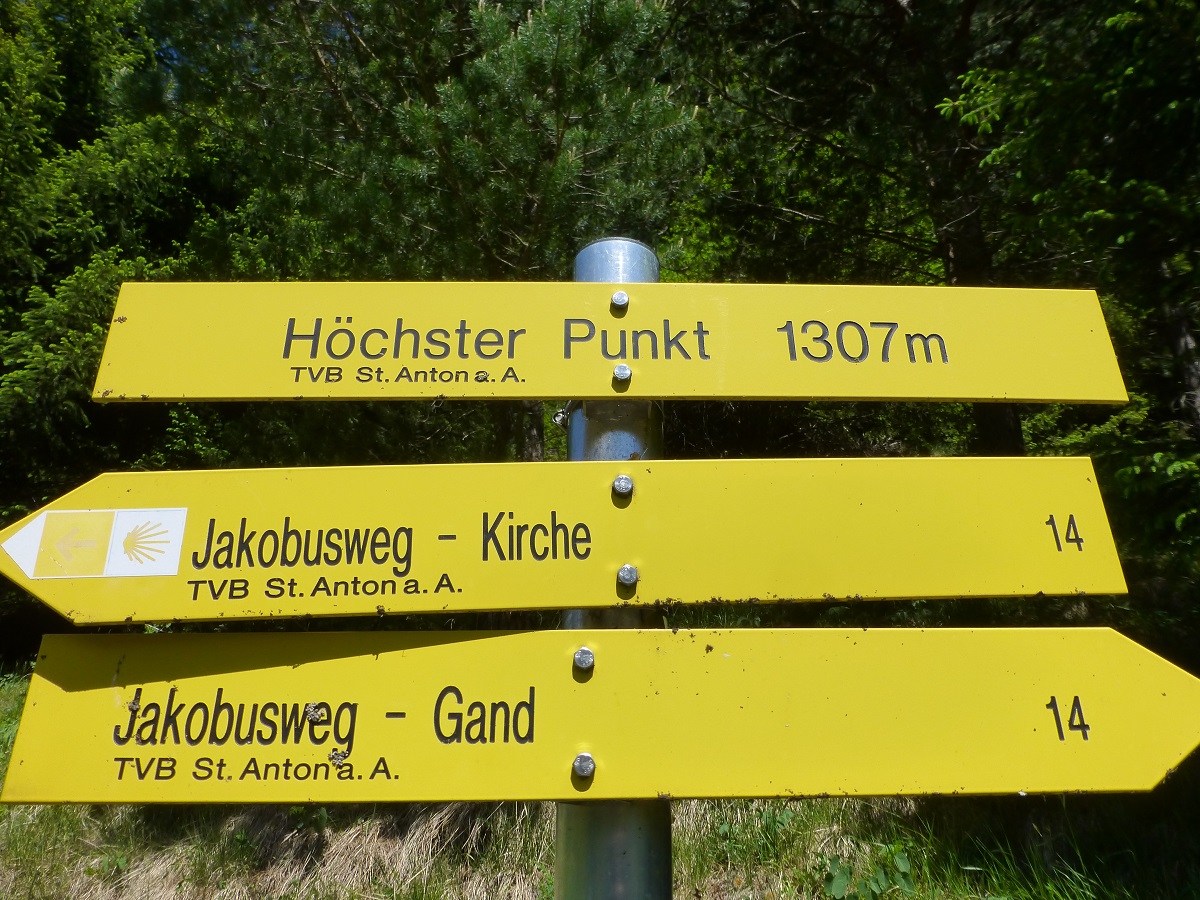 Höchster Punkt 1307m
TVB St. Anton a. A.
Jakobusweg - Kirche 14
TVB St. Anton a. A.
Jakobusweg - Gand 14
TVB St. Anton a. A.